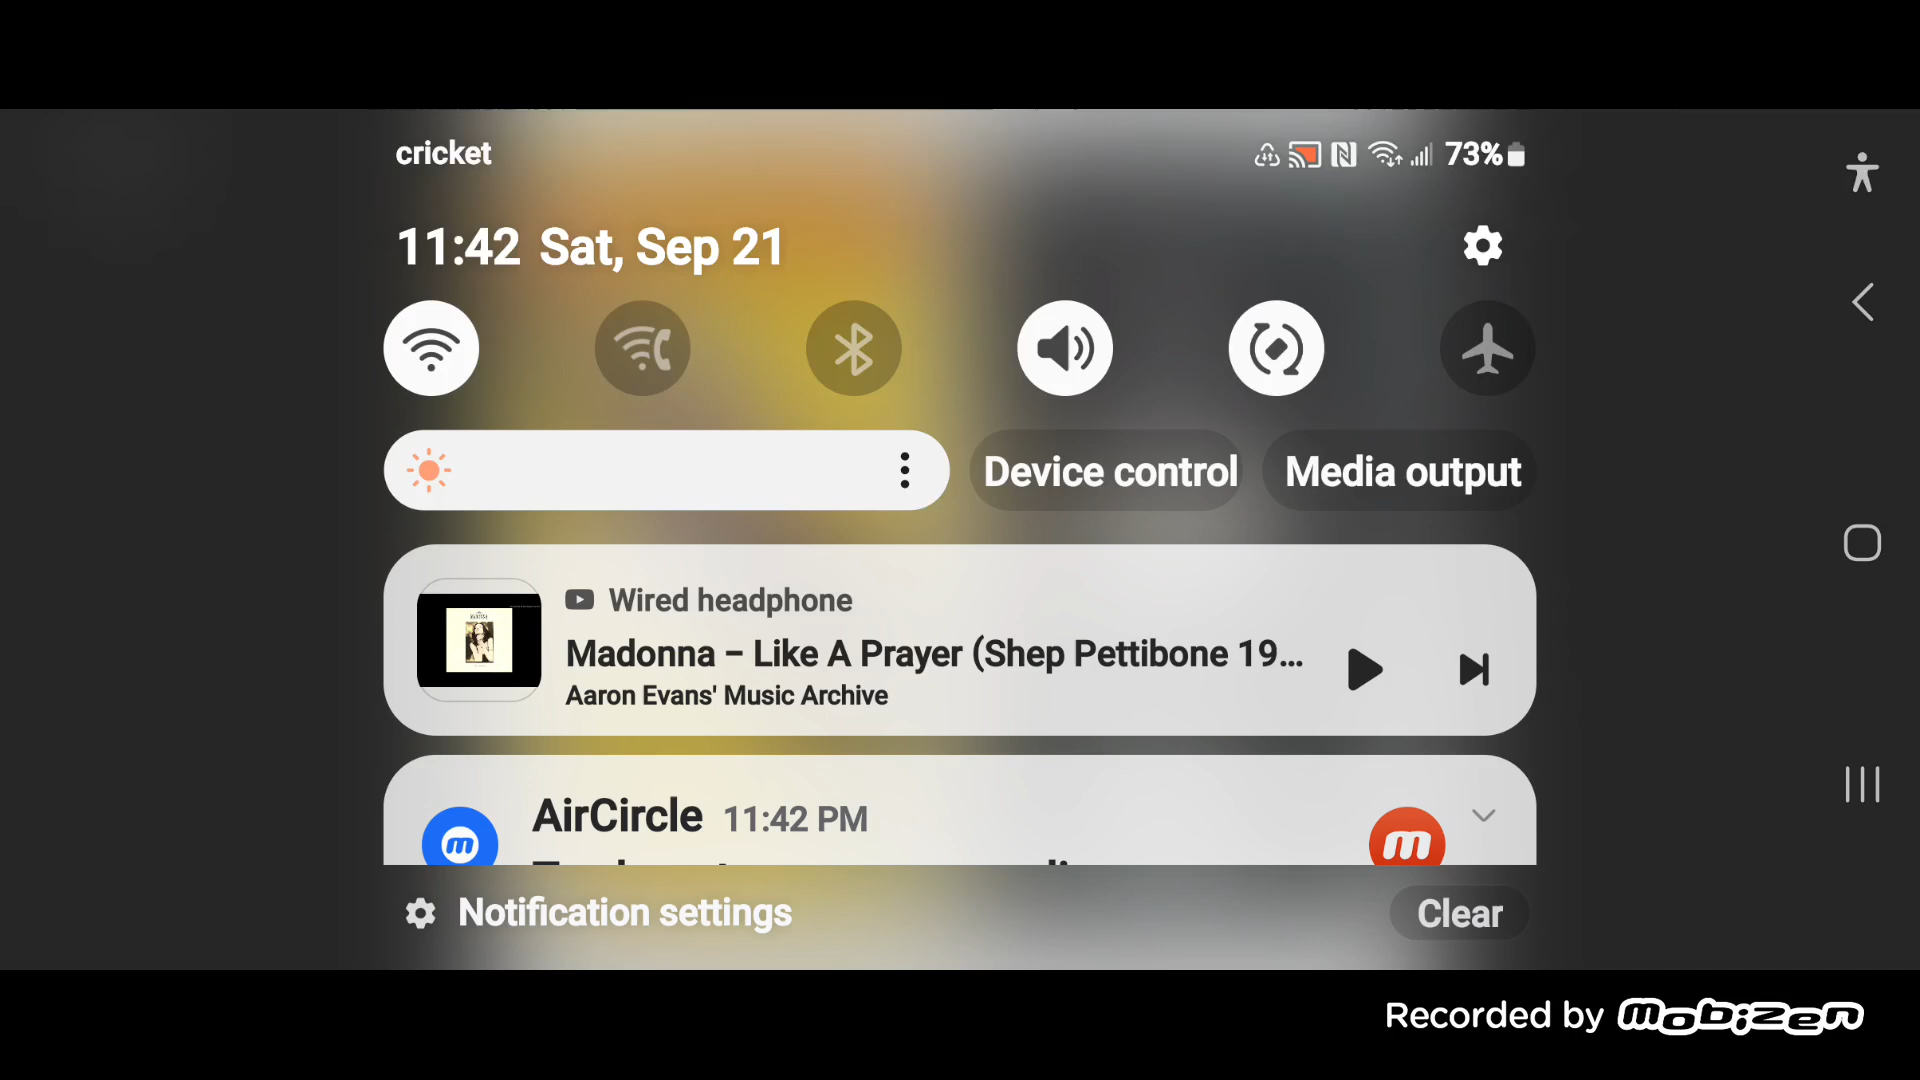 cricket
73%
11:42 Sat, Sep 21
Device control
Media output
Wired headphone
Madonna – Like A Prayer (Shep Pettibone 19...
Aaron Evans' Music Archive
AirCircle 11:42 PM
Notification settings
Clear
Recorded by mobizen